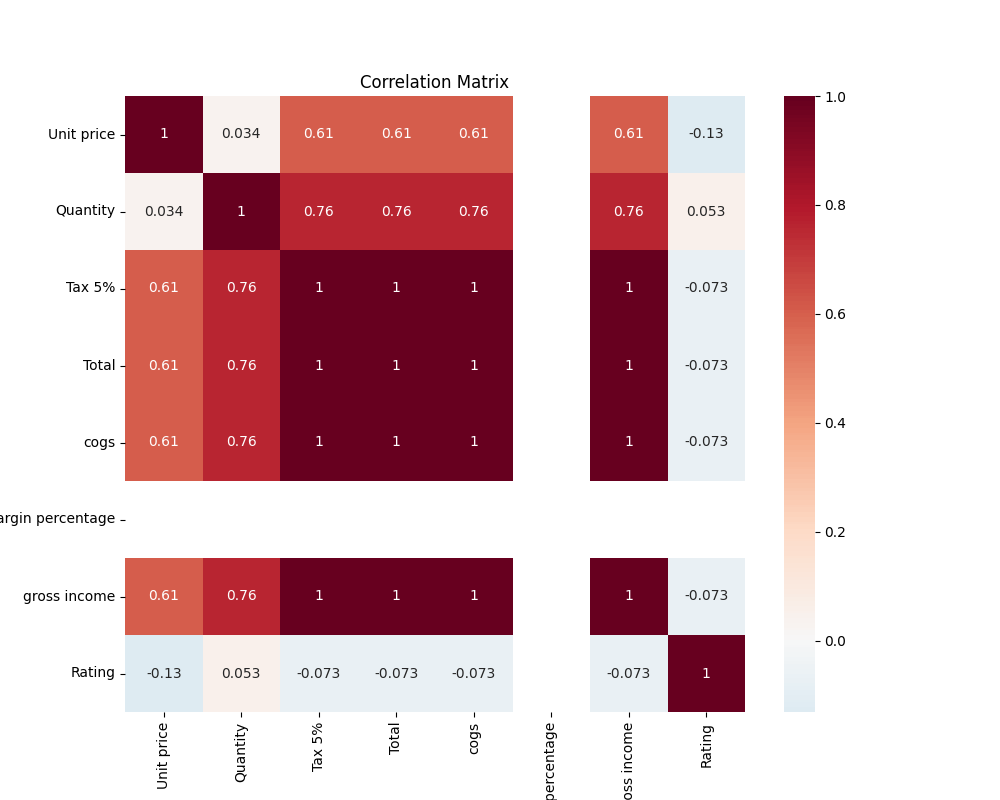 Correlation Matrix
Unit price 1 0.034 0.61 0.61 0.61 0.61 -0.13
Quantity 0.034 1 0.76 0.76 0.76 0.76 0.053
Tax 5% 0.61 0.76 1 1 1 1 -0.073
Total 0.61 0.76 1 1 1 1 -0.073
cogs 0.61 0.76 1 1 1 1 -0.073
argin percentage
gross income 0.61 0.76 1 1 1 1 -0.073
Rating -0.13 0.053 -0.073 -0.073 -0.073 -0.073 1
Unit price
Quantity
Tax 5%
Total
cogs
percentage
oss income
Rating
1.0
0.8
0.6
0.4
0.2
0.0